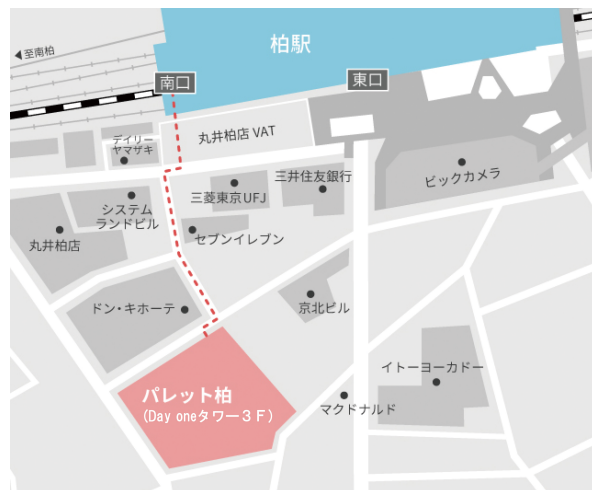 柏駅
至南柏
南口
東口
丸井柏店 VAT
デイリー
ヤマザキ
三井住友銀行
ビックカメラ
三菱東京UFJ
システム
ランドビル
丸井柏店
セブンイレブン
ドン・キホーテ
京北ビル
イトーヨーカドー
パレット柏
(Day oneタワー3F)
マクドナルド